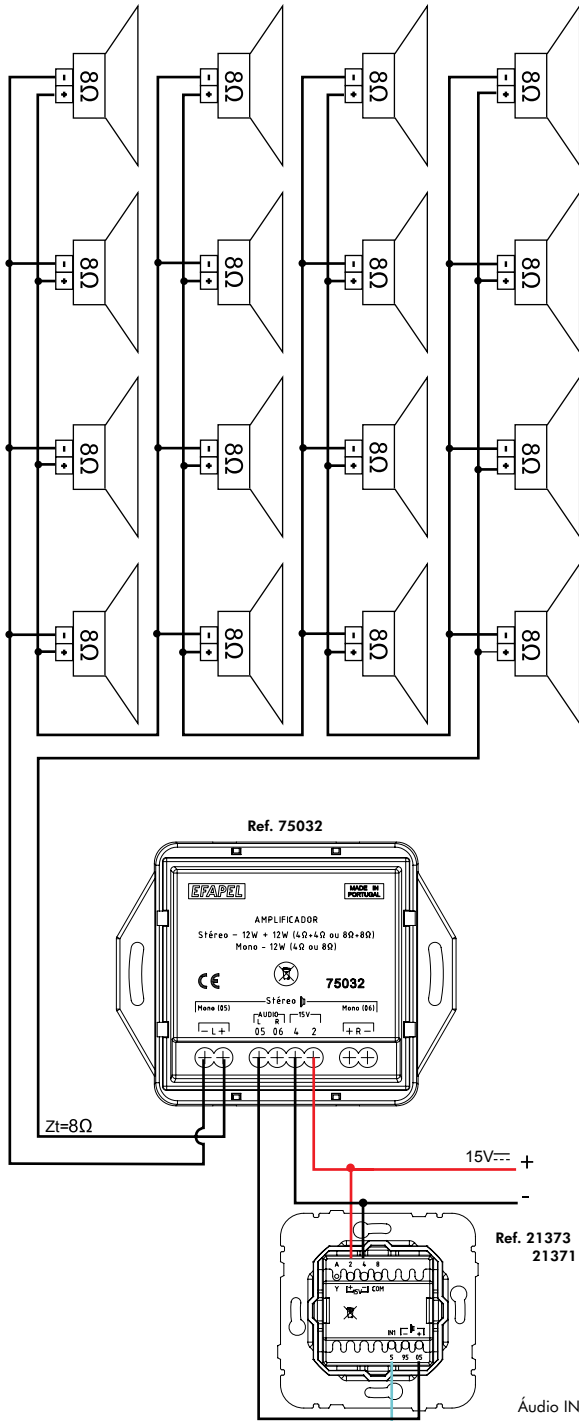 - + 8Ω - + 8Ω - + 8Ω - + 8Ω
- + 8Ω - + 8Ω - + 8Ω - + 8Ω
- + 8Ω - + 8Ω - + 8Ω - + 8Ω
- + 8Ω - + 8Ω - + 8Ω - + 8Ω
Ref. 75032
EFAPEL
MADE IN
PORTUGAL
AMPLIFICADOR
Stéreo - 12W + 12W (4Ω+4Ω ou 8Ω+8Ω)
Mono - 12W (4Ω ou 8Ω)
CE
75032
Stéreo
Mono (05)
Mono (06)
AUDIO
L R
15V
- L +
05 06 4 2
+ R -
Zt=8Ω
15V +
-
Ref. 21373
21371
A 2 4 8
Y + - COM
15V
IN1 - +
5 95 05
Áudio IN